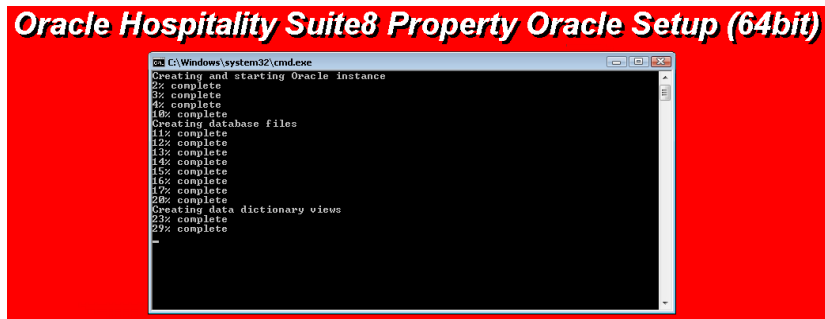 Oracle Hospitality Suite8 Property Oracle Setup (64bit)
C:\Windows\system32\cmd.exe
Creating and starting Oracle instance
2% complete
3% complete
4% complete
10% complete
Creating database files
11% complete
12% complete
13% complete
14% complete
15% complete
16% complete
17% complete
20% complete
Creating data dictionary views
23% complete
29% complete